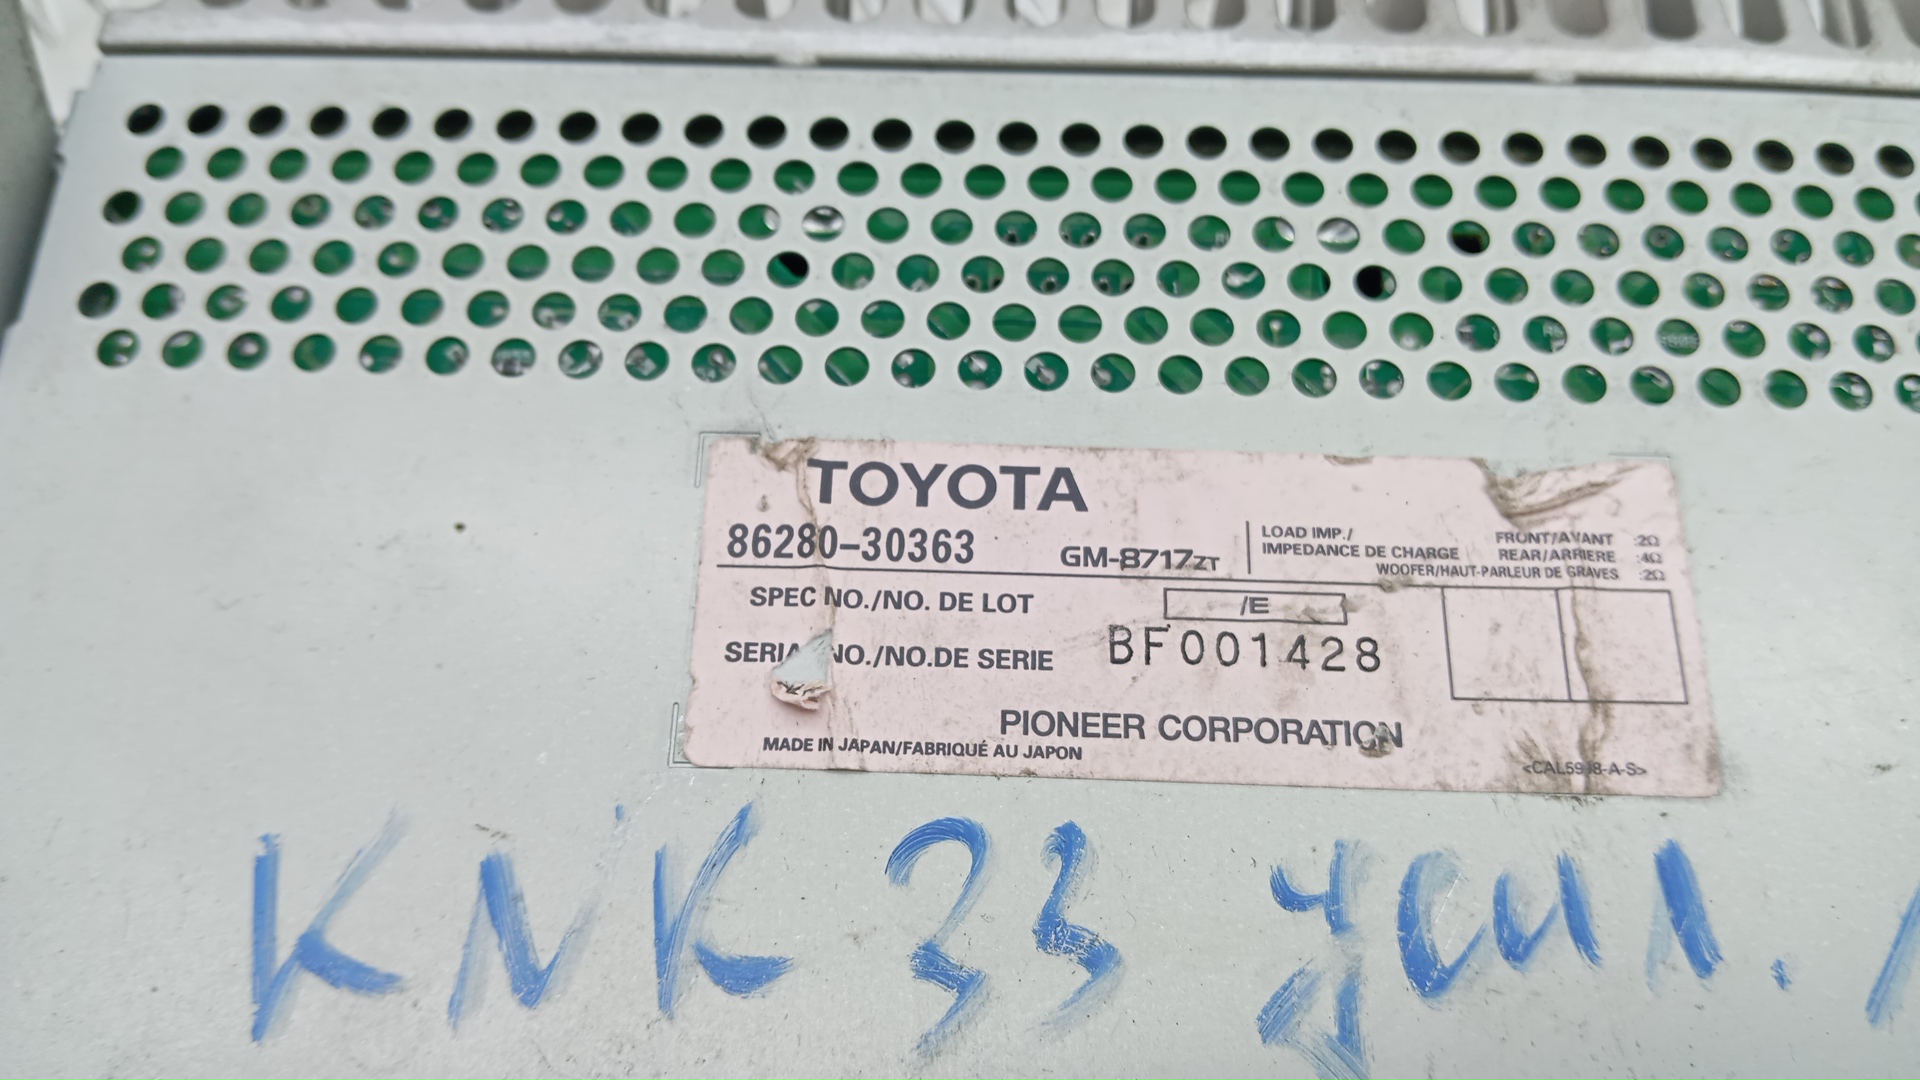 TOYOTA
86280-30363
GM-8717ZT
LOAD IMP./
IMPEDANCE DE CHARGE
FRONT/AVANT :2Ω
REAR/ARRIERE :4Ω
WOOFER/HAUT-PARLEUR DE GRAVES :2Ω
SPEC NO./NO. DE LOT
/E
SERIAL NO./NO.DE SERIE
BF001428
PIONEER CORPORATION
MADE IN JAPAN/FABRIQUÉ AU JAPON
KNK 33 усил.